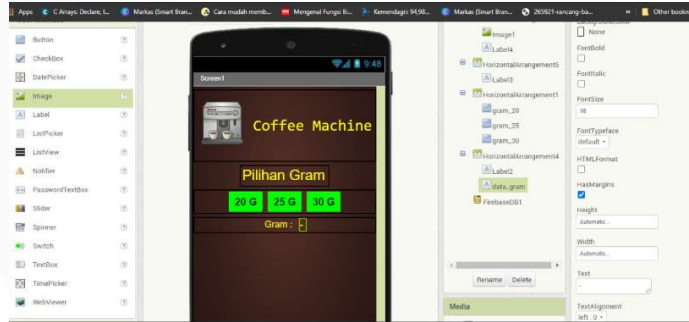 Apps
C Arrays: Declare, I...
Markas (Smart Bran...
Cara mudah memb...
Mengenal Fungsi B...
Kemendagri 94,98...
Markas (Smart Bran...
265921-rancang-ba...
»
Other bookm
Button
CheckBox
DatePicker
Image
Label
ListPicker
ListView
Notifier
PasswordTextBox
Slider
Spinner
Switch
TextBox
TimePicker
WebViewer
9:48
Screen1
Coffee Machine
Pilihan Gram
20 G 25 G 30 G
Gram : -
Image1
Label4
HorizontalArrangement5
Label3
HorizontalArrangement1
gram_20
gram_25
gram_30
HorizontalArrangement4
Label2
data_gram
FirebaseDB1
Rename Delete
Media
None
FontBold
FontItalic
FontSize
FontTypeface
default
HTMLFormat
HasMargins
Height
Automatic...
Width
Automatic...
Text
-
TextAlignment
left : 0